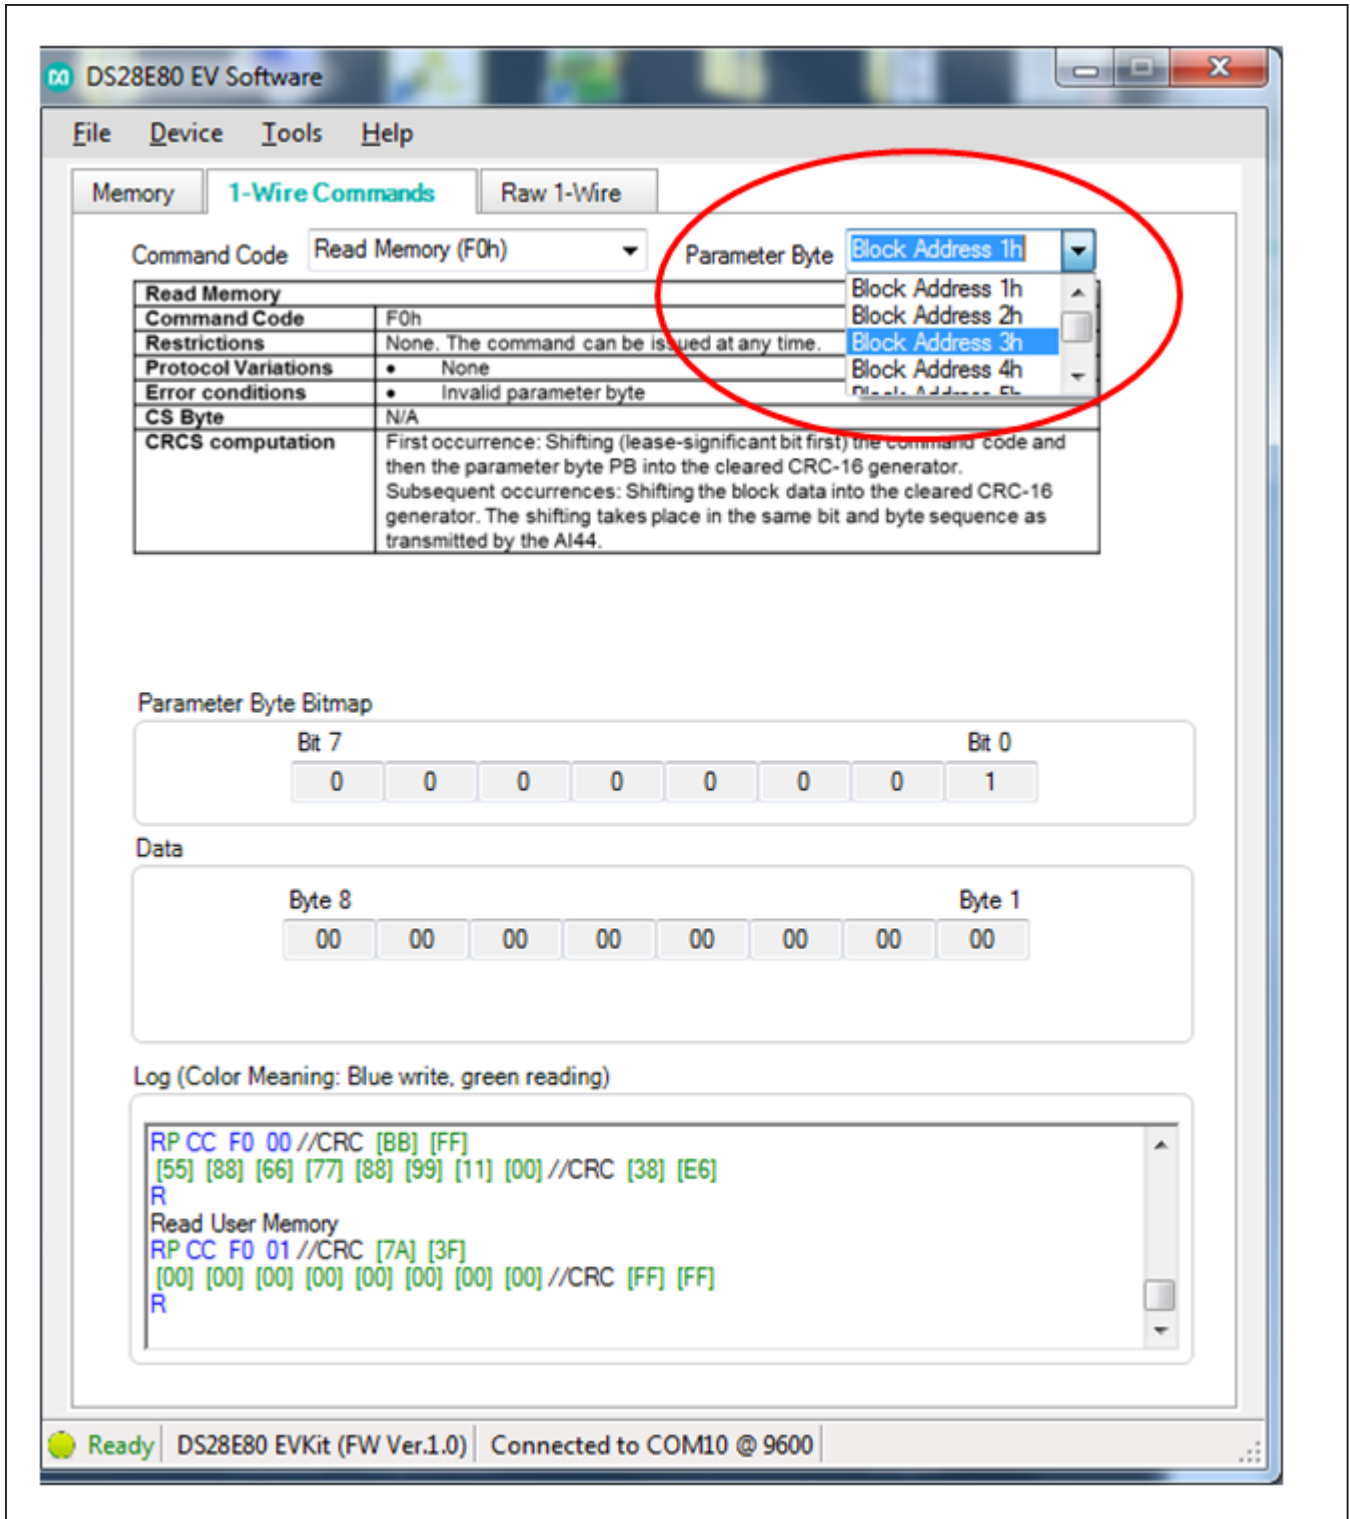 DS28E80 EV Software
File Device Tools Help
Memory 1-Wire Commands Raw 1-Wire
Command Code Read Memory (F0h) Parameter Byte Block Address 1h
Block Address 1h
Block Address 2h
Block Address 3h
Block Address 4h
Block Address 5h
Read Memory
Command Code F0h
Restrictions None. The command can be issued at any time.
Protocol Variations • None
Error conditions • Invalid parameter byte
CS Byte N/A
CRCS computation First occurrence: Shifting (lease-significant bit first) the command code and
then the parameter byte PB into the cleared CRC-16 generator.
Subsequent occurrences: Shifting the block data into the cleared CRC-16
generator. The shifting takes place in the same bit and byte sequence as
transmitted by the AI44.
Parameter Byte Bitmap
Bit 7 Bit 0
0 0 0 0 0 0 0 1
Data
Byte 8 Byte 1
00 00 00 00 00 00 00 00
Log (Color Meaning: Blue write, green reading)
RP CC F0 00 //CRC [BB] [FF]
[55] [88] [66] [77] [88] [99] [11] [00] //CRC [38] [E6]
R
Read User Memory
RP CC F0 01 //CRC [7A] [3F]
[00] [00] [00] [00] [00] [00] [00] [00] //CRC [FF] [FF]
R
Ready DS28E80 EVKit (FW Ver.1.0) Connected to COM10 @ 9600